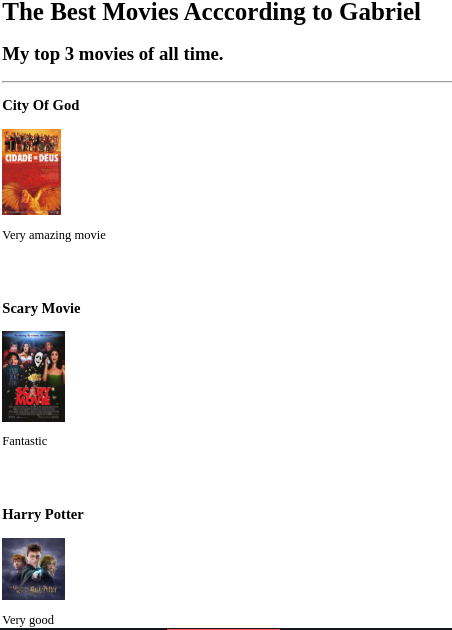 The Best Movies Acccording to Gabriel
My top 3 movies of all time.
City Of God
CIDADE DE DEUS
Very amazing movie
Scary Movie
SCARY
MOVIE
Fantastic
Harry Potter
Very good